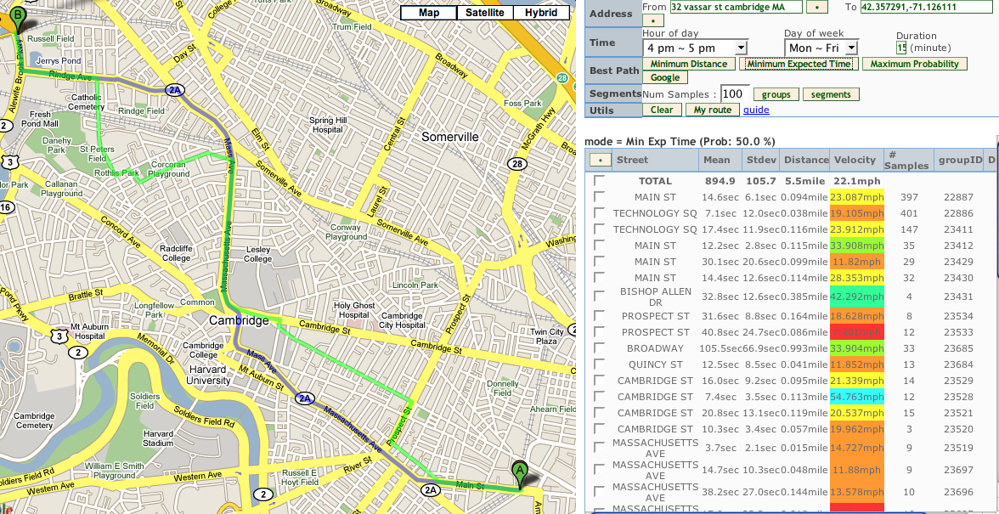 Map
Satellite
Hybrid
B
Russell Field
Jerrys Pond
Rindge Ave
Alewife Brook Pkwy
Catholic
Cemetery
Rindge Field
2A
Day St
College Ave
Broadway
Trum Field
Broadway
28
Foss Park
McGrath Hwy
Fresh
Pond Mall
2
3
Danehy
Park
St Peters
Field
Rothlis Park
Corcoran
Playground
Callanan
Playground
16
Mass Ave
Elm St
Spring Hill
Hospital
Central St
Somerville
28
Somerville Ave
Laurel St
Conway
Playground
Somerville Ave
Concord Ave
Radcliffe
College
Massachusetts Ave
Lesley
College
Lincoln Park
Brattle St
Longfellow
Park
Common
Cambridge
Holy Ghost
Hospital
Cambridge
City Hospital
Prospect St
Twin City
Plaza
Cambridge St
Cambridge St
Mt Auburn
Hospital
3
2
Memorial Dr
Cambridge
College
Mass Ave
Harvard
University
Mt Auburn St
2A
Donnelly
Field
Ahearn Field
Soldiers
Field
Cambridge
Cemetery
Soldiers Field Rd
Harvard
Stadium
Massachusetts Ave
Prospect St
William E Smith
Playground
Western Ave
Western Ave
Russell E
Hoyt Field
River St
2
2A
Main St
A
Address
From
32 vassar st cambridge MA
To
42.357291,-71.126111
Time
Hour of day
Day of week
Duration
4 pm ~ 5 pm
Mon ~ Fri
15 (minute)
Best Path
Minimum Distance
Minimum Expected Time
Maximum Probability
Google
Segments
Num Samples :
100
groups
segments
Utils
Clear
My route
guide
mode = Min Exp Time (Prob: 50.0 %)
Street Mean Stdev Distance Velocity # Samples groupID D
TOTAL 894.9 105.7 5.5mile 22.1mph
MAIN ST 14.6sec 6.1sec 0.094mile 23.087mph 397 22887
TECHNOLOGY SQ 7.1sec 12.0sec 0.038mile 19.105mph 401 22886
TECHNOLOGY SQ 17.4sec 11.9sec 0.116mile 23.912mph 147 23411
MAIN ST 12.2sec 2.8sec 0.115mile 33.908mph 35 23412
MAIN ST 30.1sec 20.6sec 0.099mile 11.82mph 29 23429
MAIN ST 14.4sec 12.6sec 0.114mile 28.353mph 32 23430
BISHOP ALLEN DR 32.8sec 12.6sec 0.385mile 42.292mph 4 23431
PROSPECT ST 31.6sec 8.8sec 0.164mile 18.628mph 8 23534
PROSPECT ST 40.8sec 24.7sec 0.086mile 12 23533
BROADWAY 105.5sec 66.9sec 0.993mile 33.904mph 33 23685
QUINCY ST 12.5sec 8.5sec 0.041mile 11.852mph 13 23684
CAMBRIDGE ST 16.0sec 9.2sec 0.095mile 21.339mph 14 23529
CAMBRIDGE ST 7.4sec 3.5sec 0.113mile 54.763mph 12 23528
CAMBRIDGE ST 20.8sec 13.1sec 0.119mile 20.537mph 15 23521
CAMBRIDGE ST 10.3sec 3.4sec 0.057mile 19.962mph 3 23520
MASSACHUSETTS AVE 3.7sec 2.1sec 0.015mile 14.727mph 9 23519
MASSACHUSETTS AVE 14.7sec 10.3sec 0.048mile 11.88mph 9 23697
MASSACHUSETTS AVE 38.2sec 27.0sec 0.144mile 13.578mph 10 23696
MASSACHUSETTS